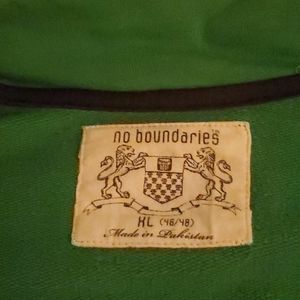 no boundaries
XL (46/48)
Made in Pakistan